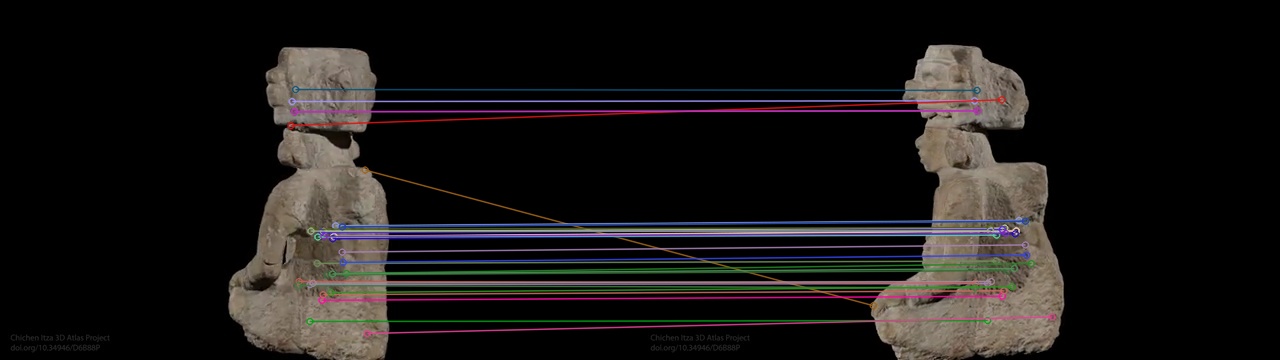 Chichen Itza 3D Atlas Project
doi.org/10.34946/D6B88P
Chichen Itza 3D Atlas Project
doi.org/10.34946/D6B88P